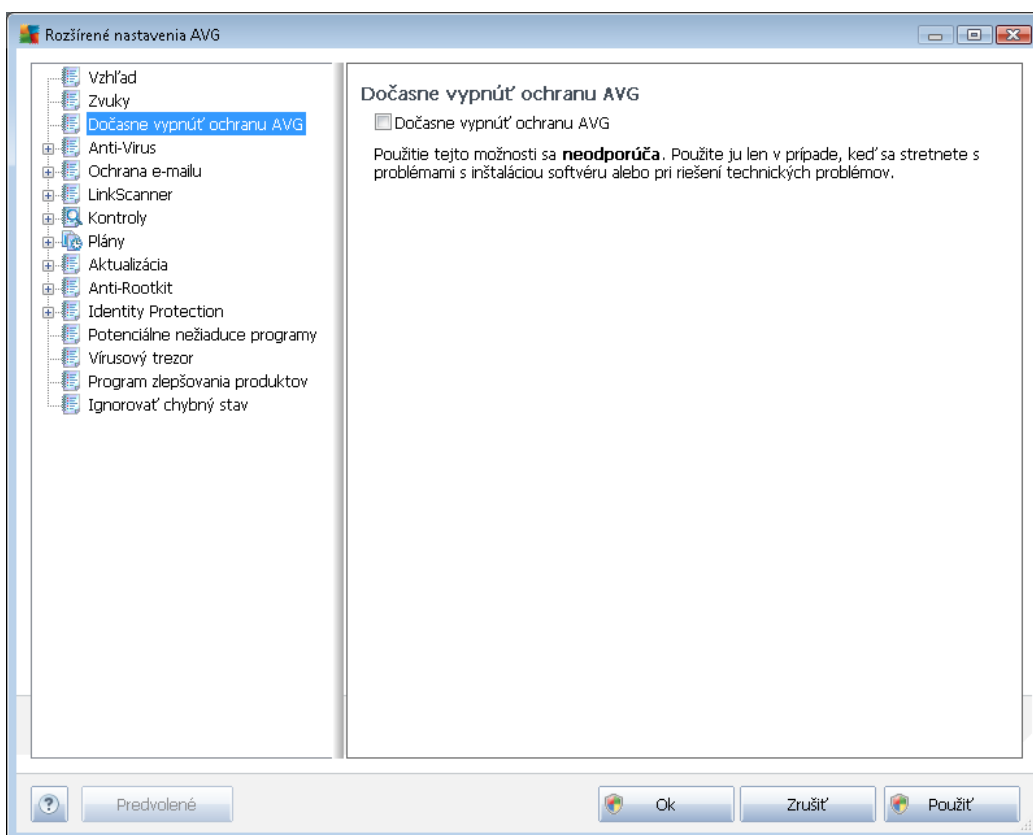 Rozšírené nastavenia AVG
Vzhľad
Zvuky
Dočasne vypnúť ochranu AVG
Anti-Virus
Ochrana e-mailu
LinkScanner
Kontroly
Plány
Aktualizácia
Anti-Rootkit
Identity Protection
Potenciálne nežiaduce programy
Vírusový trezor
Program zlepšovania produktov
Ignorovať chybný stav
Dočasne vypnúť ochranu AVG
Dočasne vypnúť ochranu AVG
Použitie tejto možnosti sa neodporúča. Použite ju len v prípade, keď sa stretnete s
problémami s inštaláciou softvéru alebo pri riešení technických problémov.
?
Predvolené
Ok
Zrušiť
Použiť